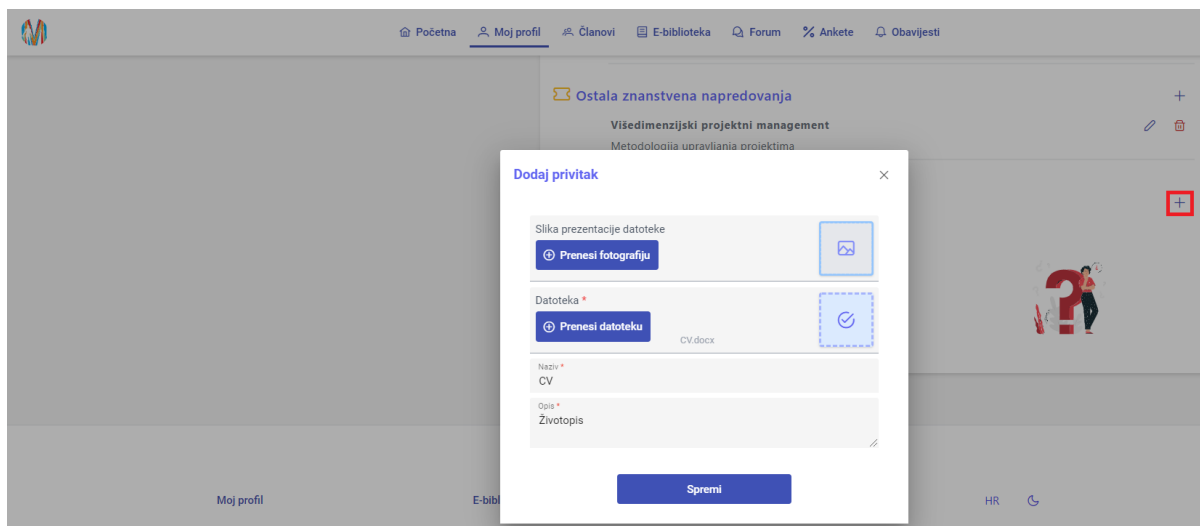 Početna Moj profil Članovi E-biblioteka Forum Ankete Obavijesti
Ostala znanstvena napredovanja
Višedimenzijski projektni management
Metodologija upravljanja projektima
Dodaj privitak
Slika prezentacije datoteke
Prenesi fotografiju
Datoteka *
Prenesi datoteku
CV.docx
Naziv *
CV
Opis *
Životopis
Spremi
Moj profil E-bibl HR